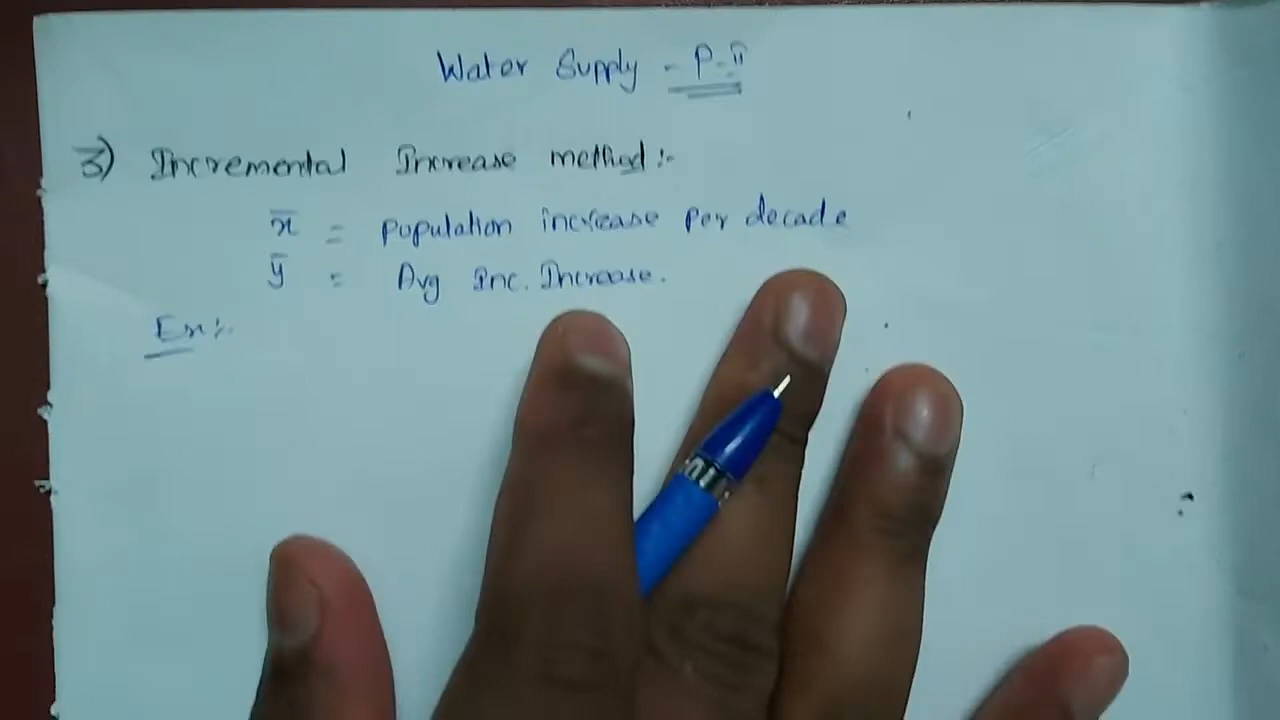 Water Supply - P-II
3) Incremental Increase method :-
x̄ = population increase per decade
ȳ = Avg Inc. Increase.
Ex:-